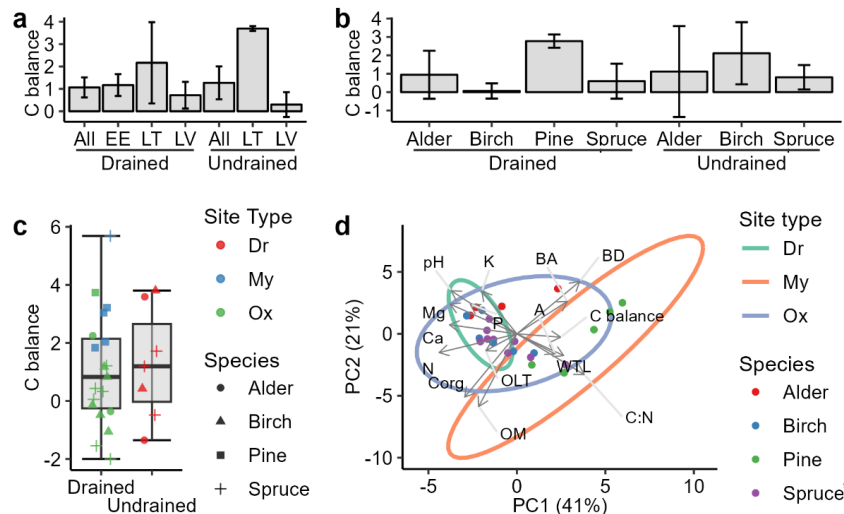 a
C balance
4
3
2
1
0
All EE LT LV All LT LV
Drained Undrained
b
C balance
4
3
2
1
0
-1
Alder Birch Pine Spruce Alder Birch Spruce
Drained Undrained
c
C balance
6
4
2
0
-2
Drained
Undrained
Site Type
Dr
My
Ox
Species
Alder
Birch
Pine
Spruce
d
PC2 (21%)
5
0
-5
-10
pH K BA BD
Mg P A C balance
Ca
N
Corg OLT WTL
OM C:N
-5 0 5 10
PC1 (41%)
Site type
Dr
My
Ox
Species
Alder
Birch
Pine
Spruce